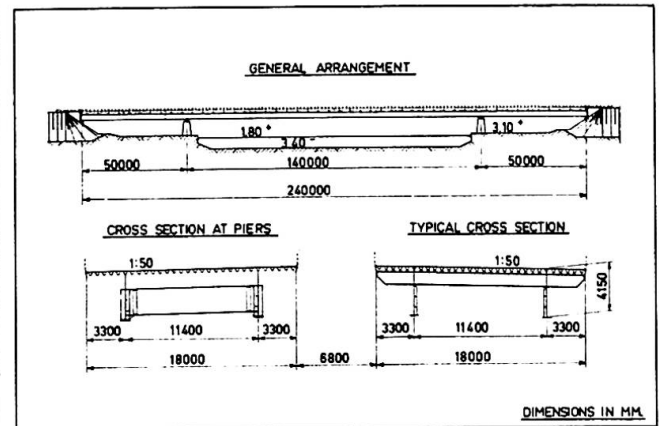 GENERAL ARRANGEMENT
1.80 +
3.10 +
3.40 -
50000 140000 50000
240000
CROSS SECTION AT PIERS
TYPICAL CROSS SECTION
1:50
1:50
4150
3300 11400 3300
3300 11400 3300
18000 6800 18000
DIMENSIONS IN MM.